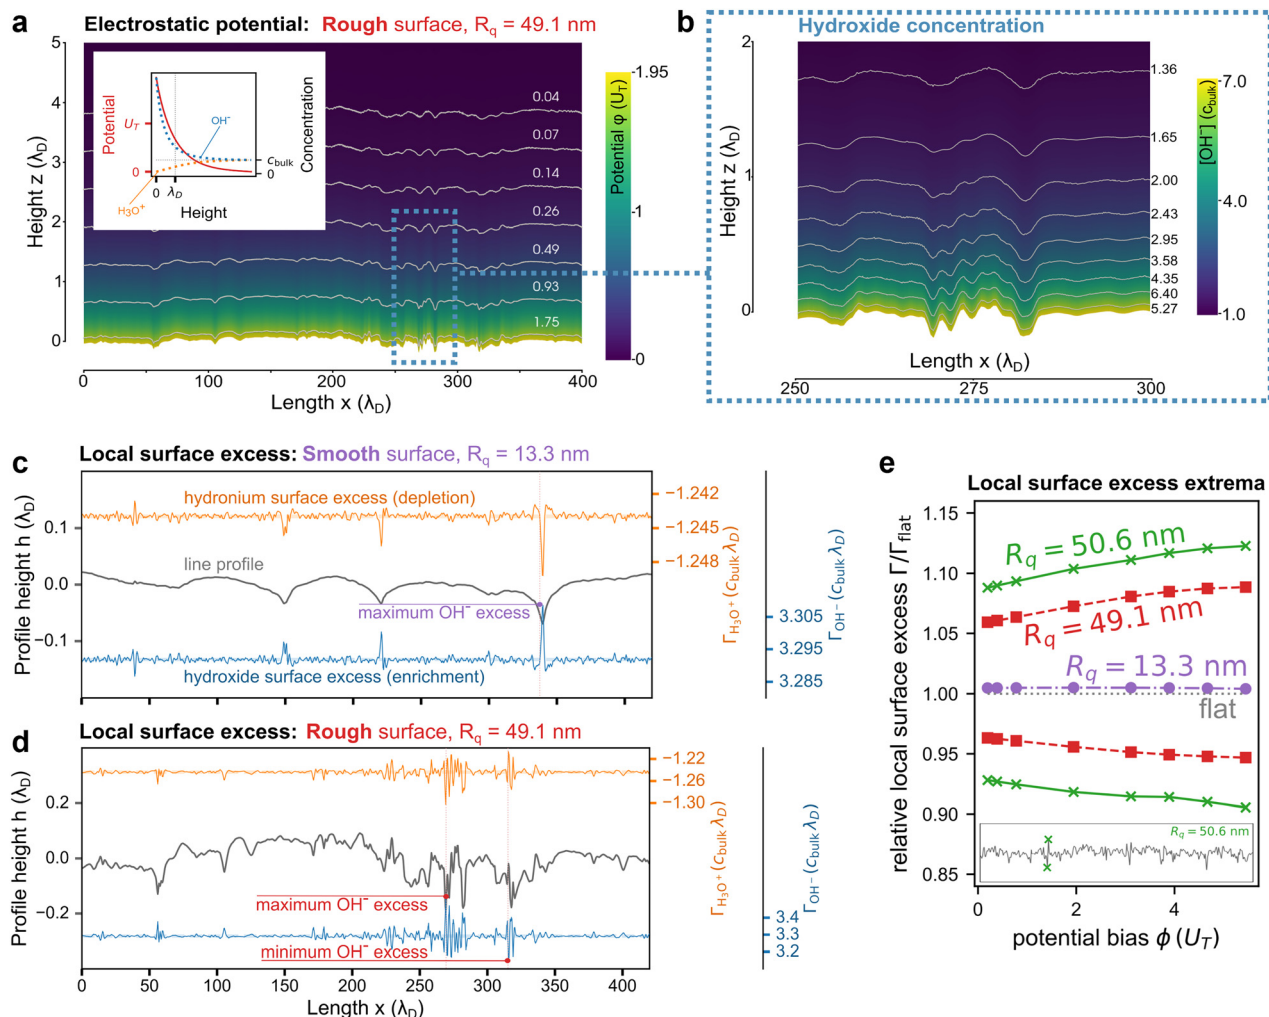 a
Electrostatic potential: Rough surface, Rq = 49.1 nm
5
4
3
2
1
0
Height z (λD)
Potential
UT
0
OH⁻
H3O⁺
cbulk
0
Concentration
0
λD
Height
0.04
0.07
0.14
0.26
0.49
0.93
1.75
0
100
200
300
400
Length x (λD)
1.95
1
0
Potential φ (UT)
b
Hydroxide concentration
2
1
0
Height z (λD)
1.36
1.65
2.00
2.43
2.95
3.58
4.35
6.40
5.27
Length x (λD)
250
275
300
7.0
4.0
1.0
[OH⁻] (cbulk)
c
Local surface excess: Smooth surface, Rq = 13.3 nm
Profile height h (λD)
0.1
0.0
−0.1
hydronium surface excess (depletion)
line profile
maximum OH⁻ excess
hydroxide surface excess (enrichment)
−1.242
−1.244
−1.248
ΓH3O⁺ (cbulk λD)
3.305
3.295
3.285
ΓOH⁻ (cbulk λD)
d
Local surface excess: Rough surface, Rq = 49.1 nm
Profile height h (λD)
0.2
0.0
−0.2
maximum OH⁻ excess
minimum OH⁻ excess
−1.22
−1.26
−1.30
ΓH3O⁺ (cbulk λD)
3.4
3.3
3.2
ΓOH⁻ (cbulk λD)
0
50
100
150
200
250
300
350
400
Length x (λD)
e
Local surface excess extrema
relative local surface excess Γ/Γflat
1.15
1.10
1.05
1.00
0.95
0.90
0.85
Rq = 50.6 nm
Rq = 49.1 nm
Rq = 13.3 nm
flat
Rq = 50.6 nm
0
2
4
potential bias ϕ (UT)